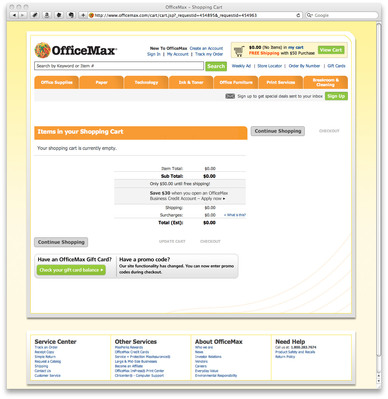 OfficeMax – Shopping Cart
http://www.officemax.com/cart/cart.jsp?_requestid=454895&_requestid=454963
OfficeMax
New To OfficeMax Create an Account
Sign In | My Account | Track my Order
$0.00 [No Items] in my cart
FREE Shipping with $50 Purchase
View Cart
Search by Keyword or Item #
Search
Weekly Ad | Store Locator | Order by Item # | Gift Cards
Office Supplies
Paper
Technology
Ink & Toner
Office Furniture
Print Services
Breakroom & Cleaning
Sign up to get special deals sent to your inbox
Sign Up
Items in your Shopping Cart
Continue Shopping
CHECKOUT
Your shopping cart is currently empty.
Item Total: $0.00
Sub Total: $0.00
Only $50.00 until free shipping!
Save $30 when you open an OfficeMax
Business Credit Account – Apply now ▸
Shipping: $0.00
Surcharges: $0.00
« What is this?
Total (Est): $0.00
Continue Shopping
UPDATE CART
CHECKOUT
Have an OfficeMax Gift Card?
Check your gift card balance
Have a promo code?
Our site functionality has changed. You can now enter promo
codes during checkout.
Service Center
Track an Order
Receipt Copy
Simple Return
Request a Catalog
Shipping
Contact Us
Customer Service
Other Services
MaxPerks Rewards
OfficeMax Credit Cards
Service + Protection Maxassurance
Large & Mid-Size Businesses
Become an Affiliate
OfficeMax ImPress® Print Center
Ctrlcenter® - Computer Support
About OfficeMax
Who we are
News
Investor Relations
Vendors
Careers
Everyday Value
Environmental Responsibility
Need Help
Call us at 1.800.283.7674
Product Safety and Recalls
Return Policy